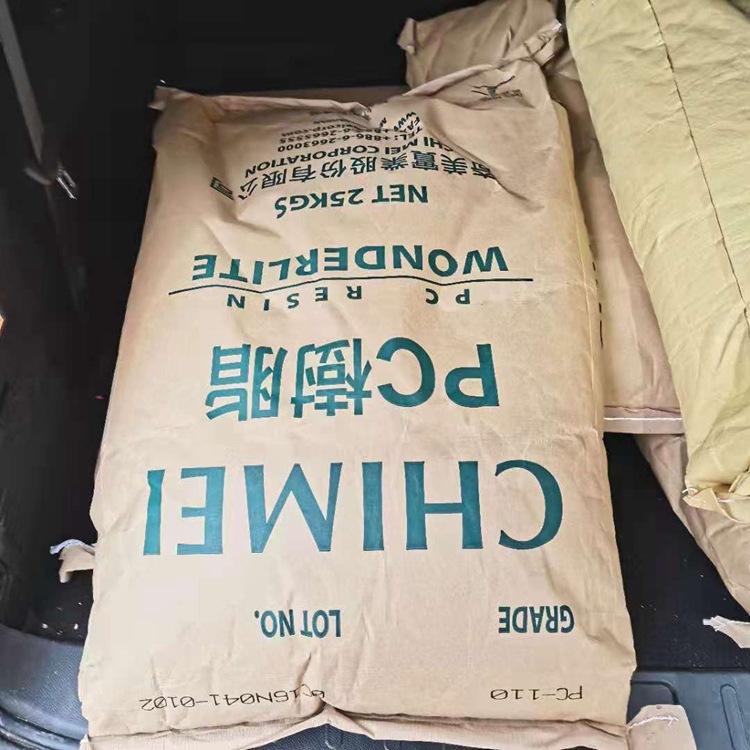 PC-110 GC16N041-0102
GRADE LOT NO.
CHIMEI
PC樹脂
PC RESIN
WONDERLITE
NET 25KGS
奇美實業股份有限公司
CHI MEI CORPORATION
TEL:+886-6-2663000